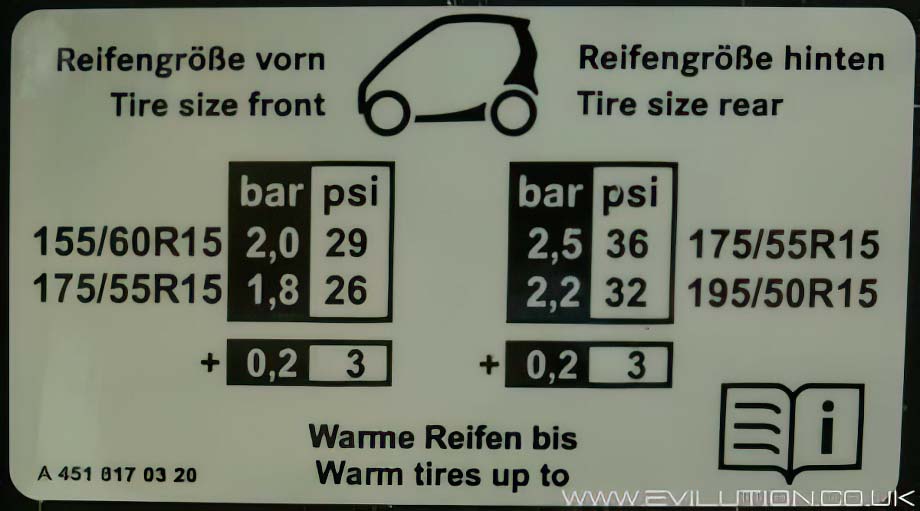 Reifengröße vorn
Tire size front
Reifengröße hinten
Tire size rear
bar psi
155/60R15 2,0 29
175/55R15 1,8 26
+ 0,2 3
bar psi
2,5 36 175/55R15
2,2 32 195/50R15
+ 0,2 3
Warme Reifen bis
Warm tires up to
A 451 817 03 20
i
WWW.EVILUTION.CO.UK